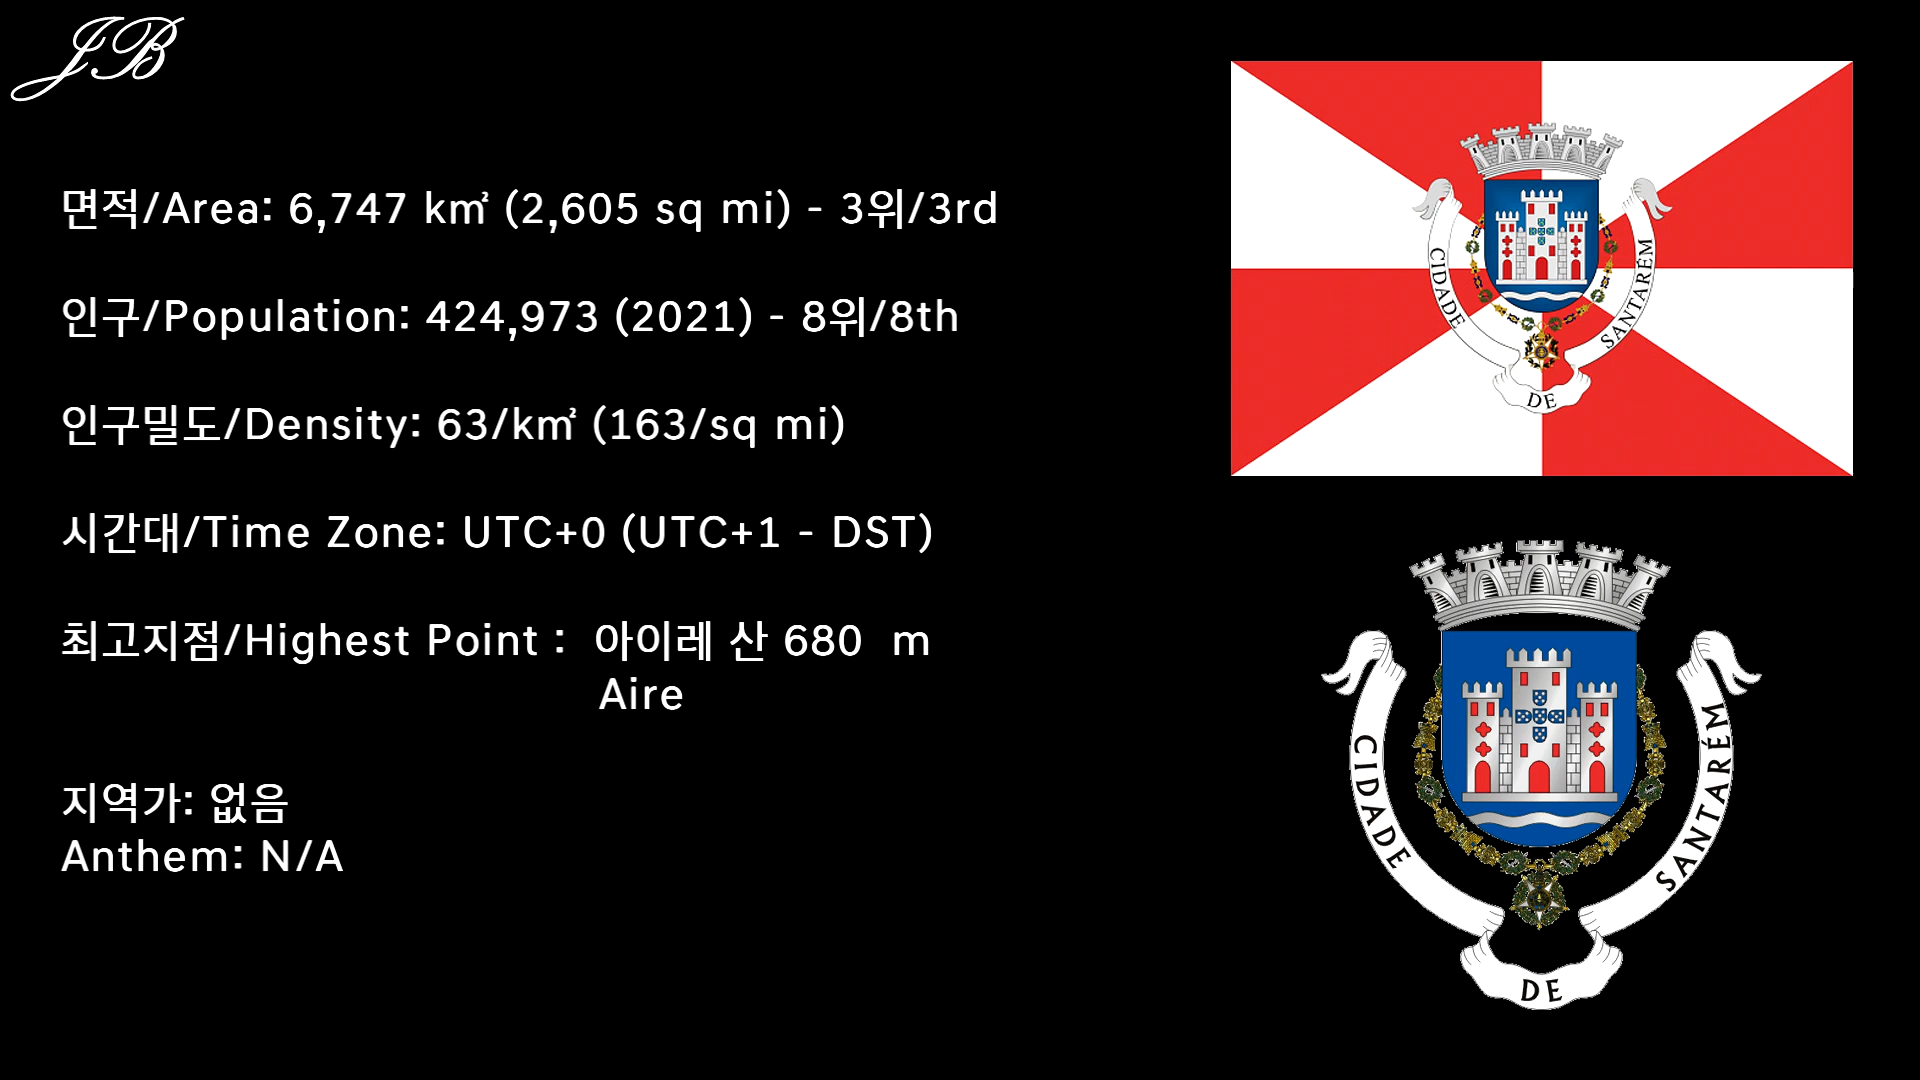 JB
면적/Area: 6,747 ㎢ (2,605 sq mi) - 3위/3rd
인구/Population: 424,973 (2021) - 8위/8th
인구밀도/Density: 63/㎢ (163/sq mi)
시간대/Time Zone: UTC+0 (UTC+1 - DST)
최고지점/Highest Point : 아이레 산 680 m
Aire
지역가: 없음
Anthem: N/A
CIDADE DE SANTARÉM
CIDADE DE SANTARÉM